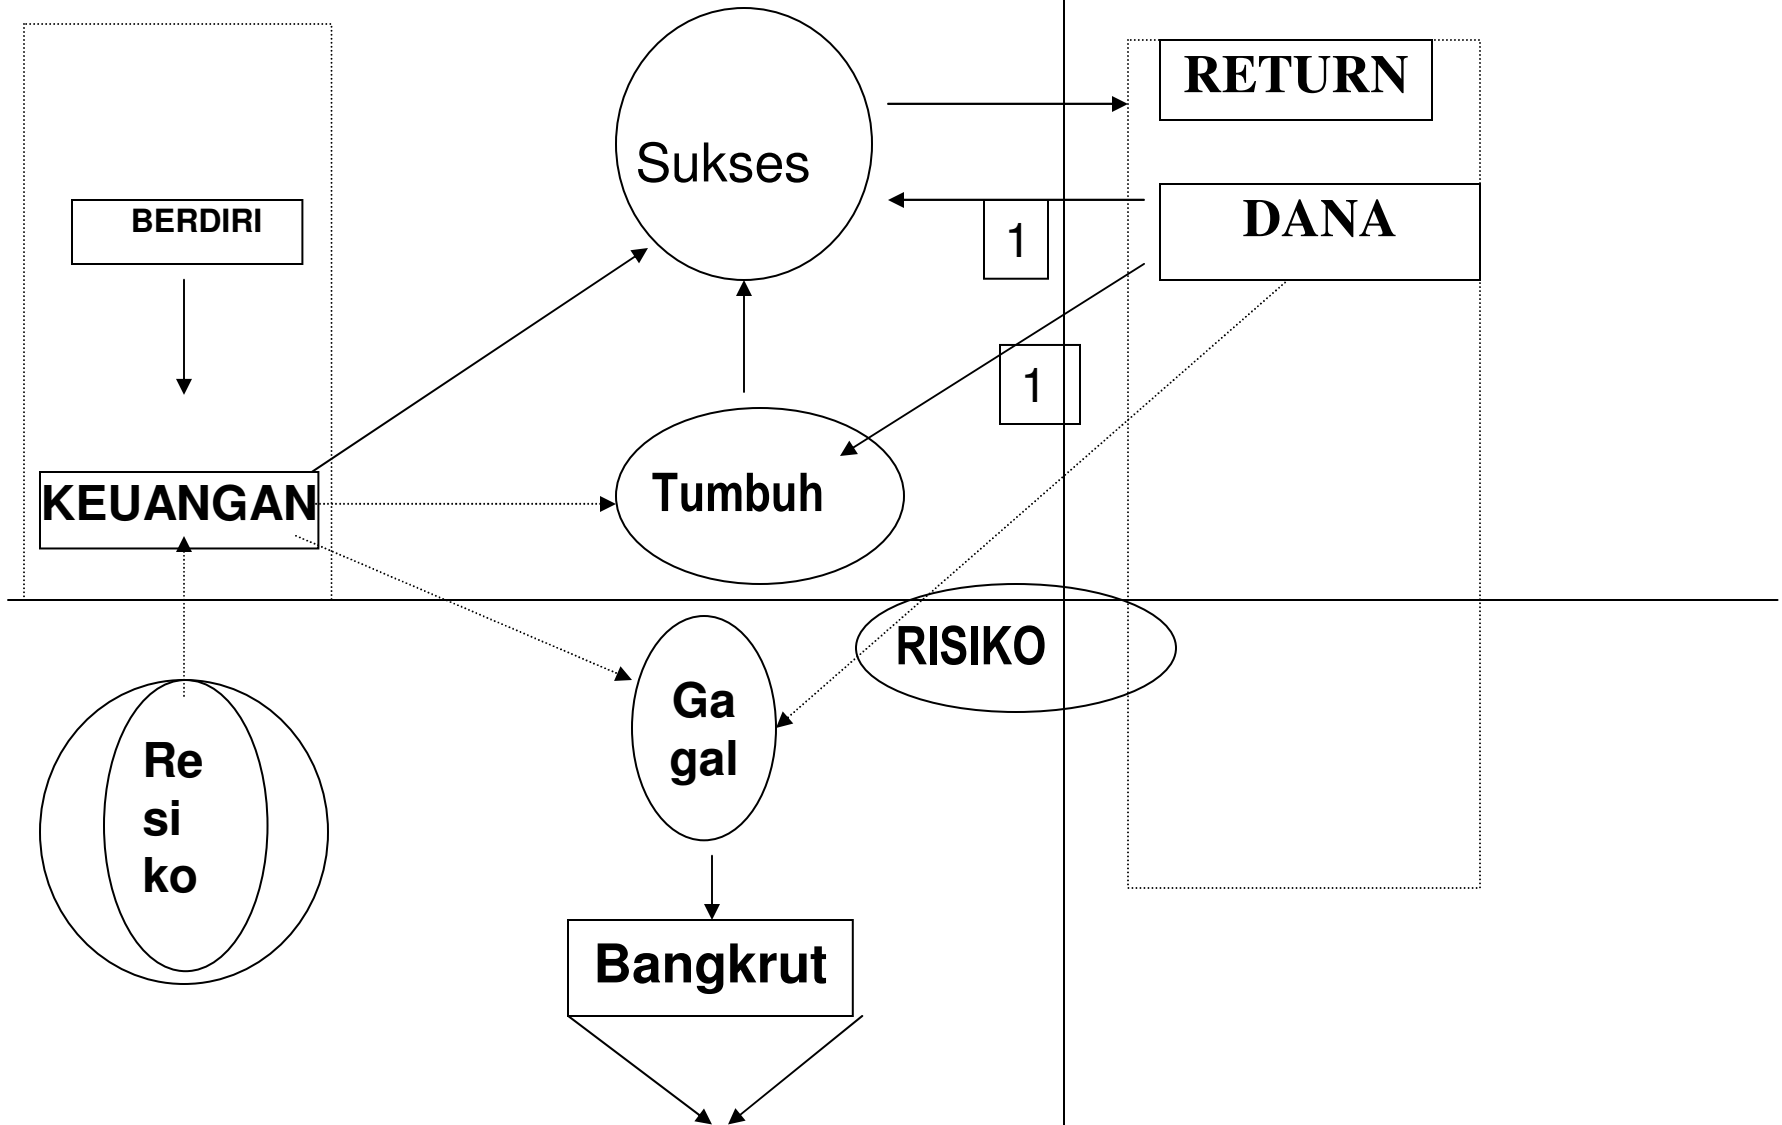 RETURN
Sukses
BERDIRI
DANA
1
1
KEUANGAN
Tumbuh
RISIKO
Ga
gal
Re
si
ko
Bangkrut